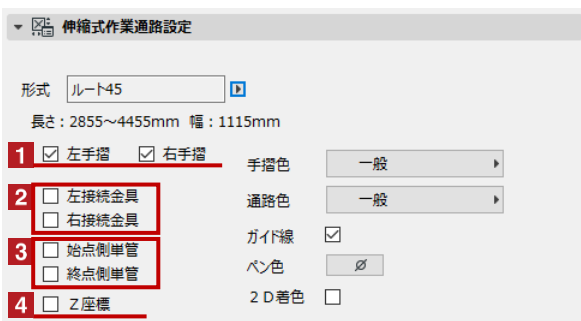 伸縮式作業通路設定
形式 ルート45
長さ：2855～4455mm 幅：1115mm
1 左手摺 右手摺
手摺色 一般
2 左接続金具
通路色 一般
右接続金具
ガイド線
3 始点側単管
ペン色
終点側単管
2D着色
4 Z座標